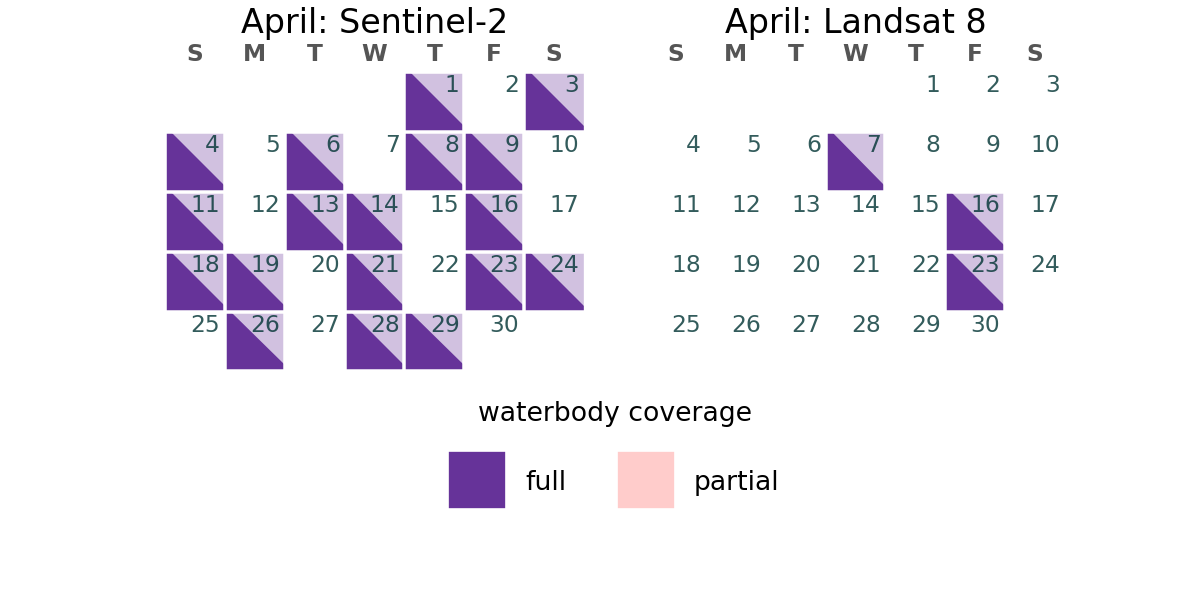 April: Sentinel-2
S M T W T F S
1 2 3
4 5 6 7 8 9 10
11 12 13 14 15 16 17
18 19 20 21 22 23 24
25 26 27 28 29 30
April: Landsat 8
S M T W T F S
1 2 3
4 5 6 7 8 9 10
11 12 13 14 15 16 17
18 19 20 21 22 23 24
25 26 27 28 29 30
waterbody coverage
full
partial